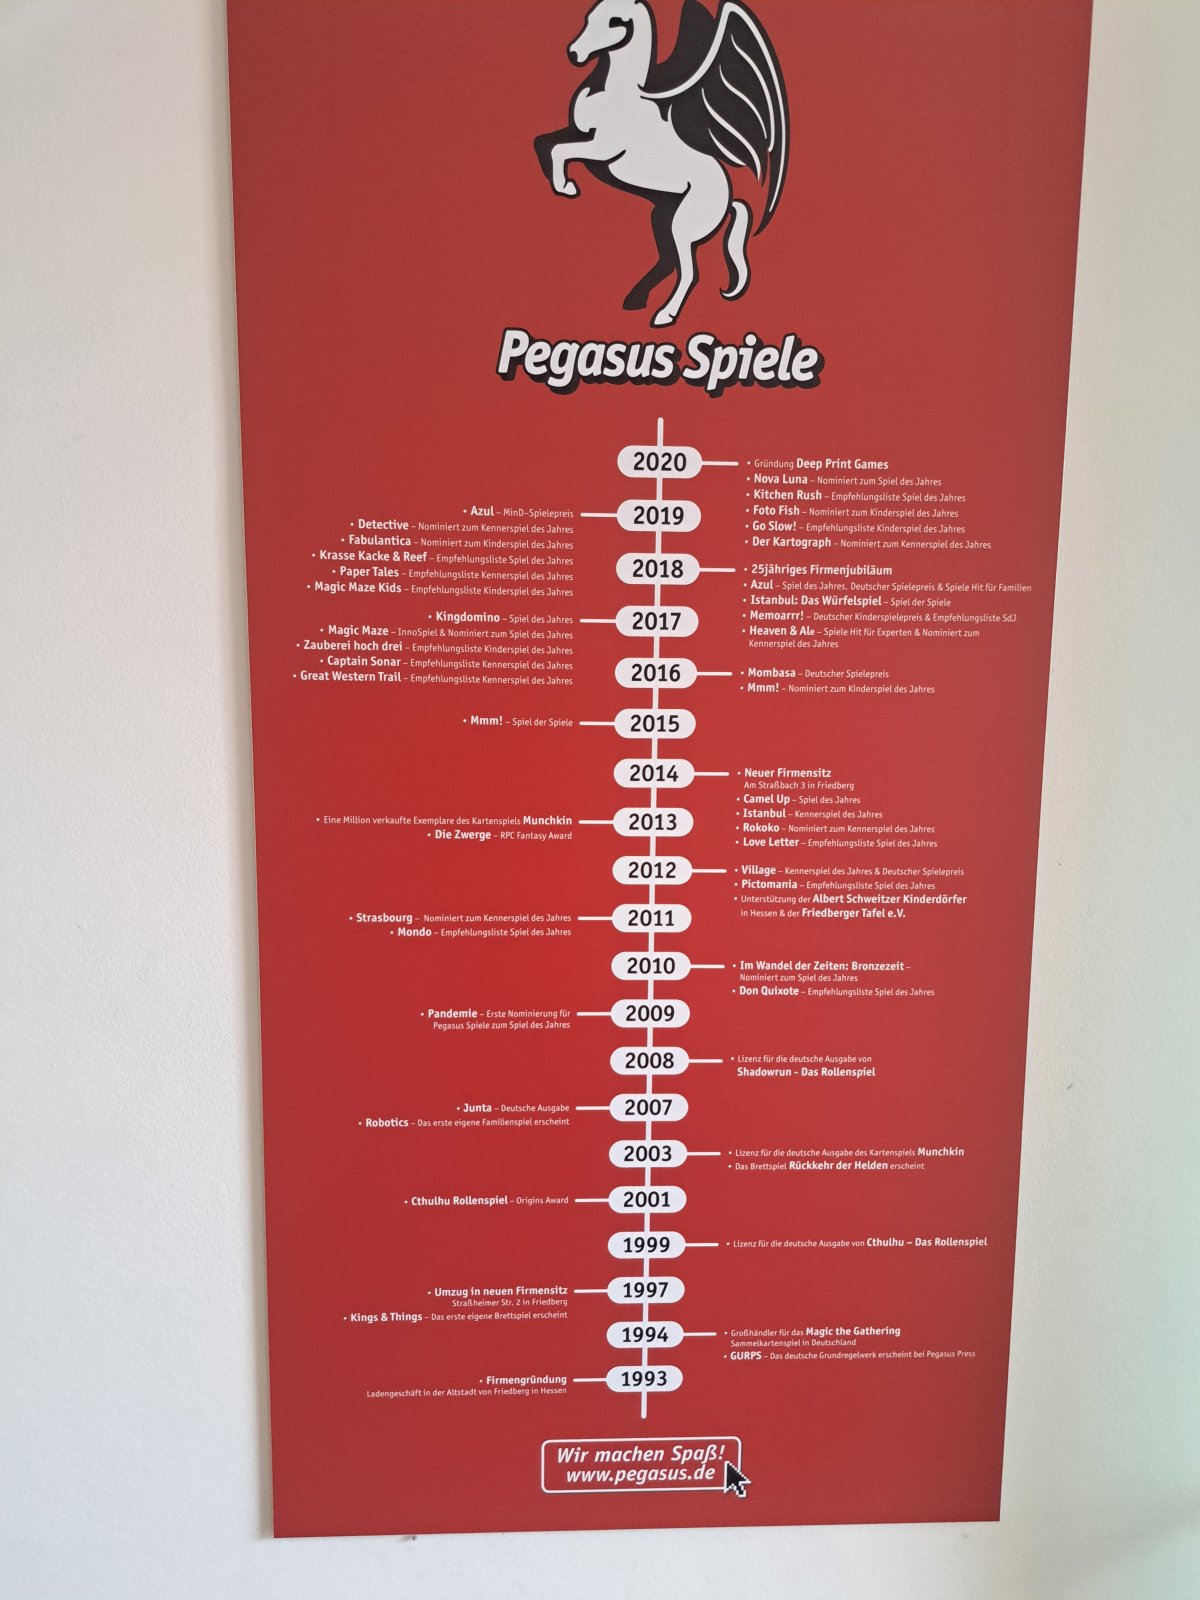 Pegasus Spiele
2020
• Gründung Deep Print Games
• Nova Luna – Nominiert zum Spiel des Jahres
• Kitchen Rush – Empfehlungsliste Spiel des Jahres
• Foto Fish – Nominiert zum Kinderspiel des Jahres
• Go Slow! – Empfehlungsliste Kinderspiel des Jahres
• Der Kartograph – Nominiert zum Kennerspiel des Jahres
2019
• Azul – MinD-Spielepreis
• Detective – Nominiert zum Kennerspiel des Jahres
• Fabulantica – Nominiert zum Kinderspiel des Jahres
• Krasse Kacke & Reef – Empfehlungsliste Spiel des Jahres
• Paper Tales – Empfehlungsliste Kennerspiel des Jahres
• Magic Maze Kids – Empfehlungsliste Kinderspiel des Jahres
2018
• 25jähriges Firmenjubiläum
• Azul – Spiel des Jahres, Deutscher Spielepreis & Spiele Hit für Familien
• Istanbul: Das Würfelspiel – Spiel der Spiele
• Memoarrr! – Deutscher Kinderspielepreis & Empfehlungsliste SdJ
• Heaven & Ale – Spiele Hit für Experten & Nominiert zum
Kennerspiel des Jahres
2017
• Kingdomino – Spiel des Jahres
• Magic Maze – InnoSpiel & Nominiert zum Spiel des Jahres
• Zauberei hoch drei – Empfehlungsliste Kinderspiel des Jahres
• Captain Sonar – Empfehlungsliste Kennerspiel des Jahres
• Great Western Trail – Empfehlungsliste Kennerspiel des Jahres
2016
• Mombasa – Deutscher Spielepreis
• Mmm! – Nominiert zum Kinderspiel des Jahres
2015
• Mmm! – Spiel der Spiele
2014
• Neuer Firmensitz
Am Straßbach 3 in Friedberg
• Camel Up – Spiel des Jahres
• Istanbul – Kennerspiel des Jahres
• Rokoko – Nominiert zum Kennerspiel des Jahres
• Love Letter – Empfehlungsliste Spiel des Jahres
2013
• Eine Million verkaufte Exemplare des Kartenspiels Munchkin
• Die Zwerge – RPC Fantasy Award
2012
• Village – Kennerspiel des Jahres & Deutscher Spielepreis
• Pictomania – Empfehlungsliste Spiel des Jahres
• Unterstützung der Albert Schweitzer Kinderdörfer
in Hessen & der Friedberger Tafel e.V.
2011
• Strasbourg – Nominiert zum Kennerspiel des Jahres
• Mondo – Empfehlungsliste Spiel des Jahres
2010
• Im Wandel der Zeiten: Bronzezeit –
Nominiert zum Spiel des Jahres
• Don Quixote – Empfehlungsliste Spiel des Jahres
2009
• Pandemie – Erste Nominierung für
Pegasus Spiele zum Spiel des Jahres
2008
• Lizenz für die deutsche Ausgabe von
Shadowrun - Das Rollenspiel
2007
• Junta – Deutsche Ausgabe
• Robotics – Das erste eigene Familienspiel erscheint
2003
• Lizenz für die deutsche Ausgabe des Kartenspiels Munchkin
• Das Brettspiel Rückkehr der Helden erscheint
2001
• Cthulhu Rollenspiel – Origins Award
1999
• Lizenz für die deutsche Ausgabe von Cthulhu – Das Rollenspiel
1997
• Umzug in neuen Firmensitz
Straßheimer Str. 2 in Friedberg
• Kings & Things – Das erste eigene Brettspiel erscheint
1994
• Großhändler für das Magic the Gathering
Sammelkartenspiel in Deutschland
• GURPS – Das deutsche Grundregelwerk erscheint bei Pegasus Press
1993
• Firmengründung
Ladengeschäft in der Altstadt von Friedberg in Hessen
Wir machen Spaß!
www.pegasus.de